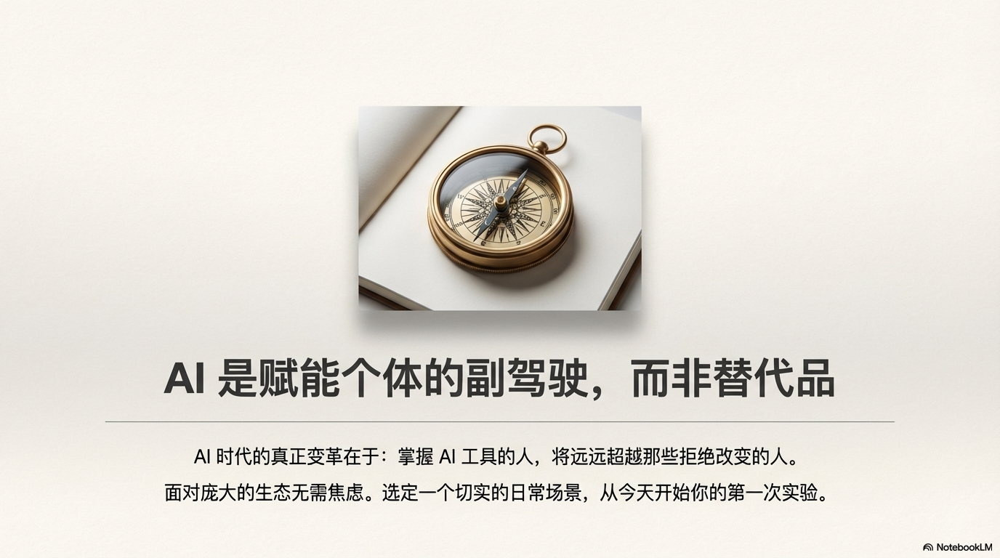 AI 是赋能个体的副驾驶，而非替代品
AI 时代的真正变革在于：掌握 AI 工具的人，将远远超越那些拒绝改变的人。
面对庞大的生态无需焦虑。选定一个切实的日常场景，从今天开始你的第一次实验。
NotebookLM